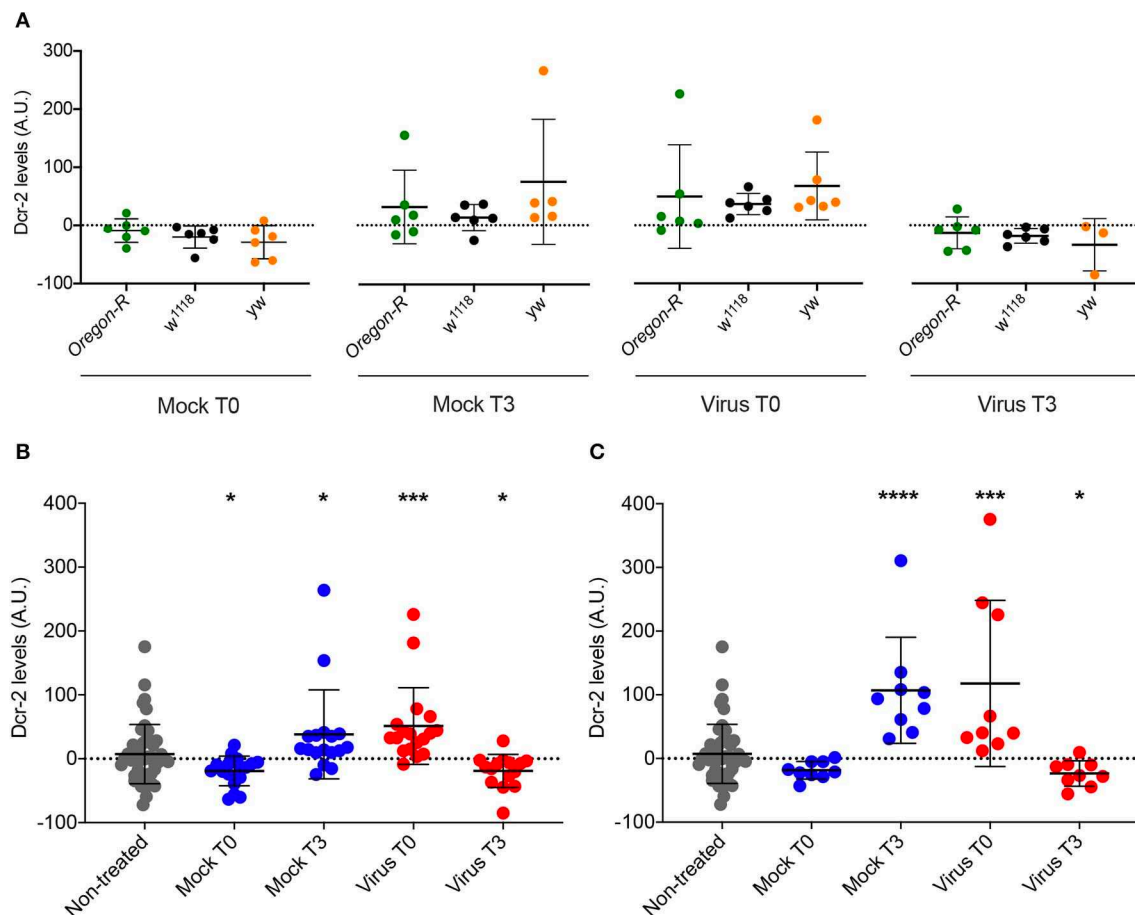 A
Dcr-2 levels (A.U.)
300
200
100
0
-100
Oregon-R
w1118
yw
Oregon-R
w1118
yw
Oregon-R
w1118
yw
Oregon-R
w1118
yw
Mock T0
Mock T3
Virus T0
Virus T3
B
Dcr-2 levels (A.U.)
400
300
200
100
0
-100
* * *** *
Non-treated
Mock T0
Mock T3
Virus T0
Virus T3
C
Dcr-2 levels (A.U.)
400
300
200
100
0
-100
**** *** *
Non-treated
Mock T0
Mock T3
Virus T0
Virus T3